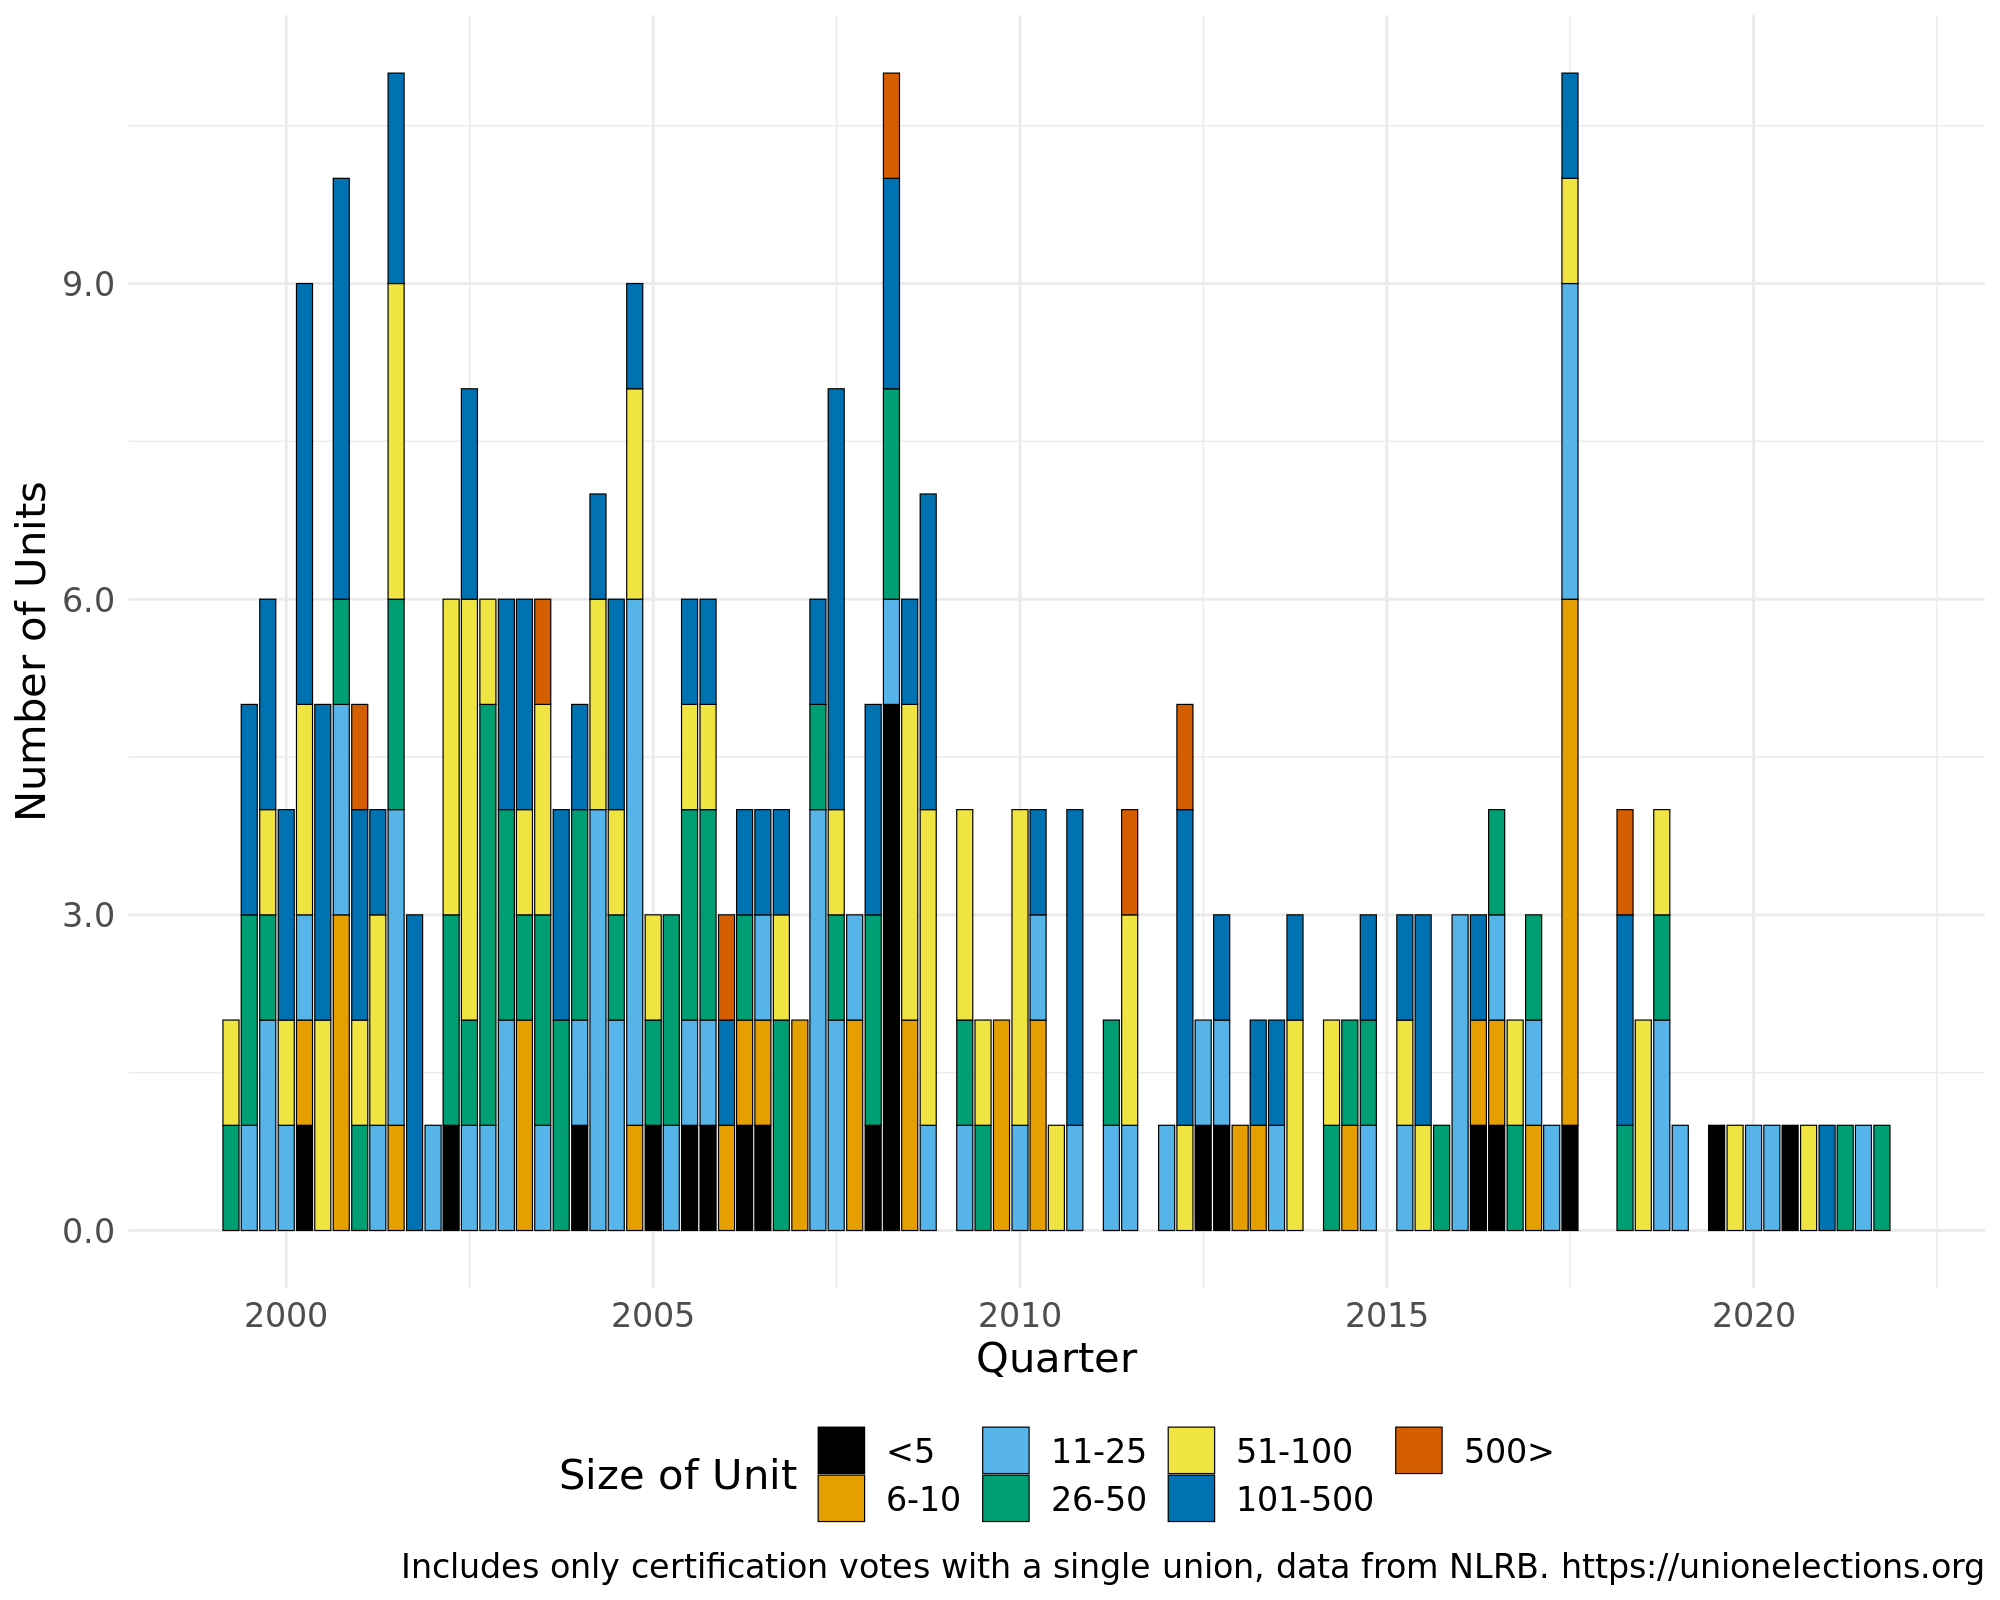 Number of Units
9.0
6.0
3.0
0.0
2000 2005 2010 2015 2020
Quarter
Size of Unit
<5 11-25 51-100 500>
6-10 26-50 101-500
Includes only certification votes with a single union, data from NLRB. https://unionelections.org